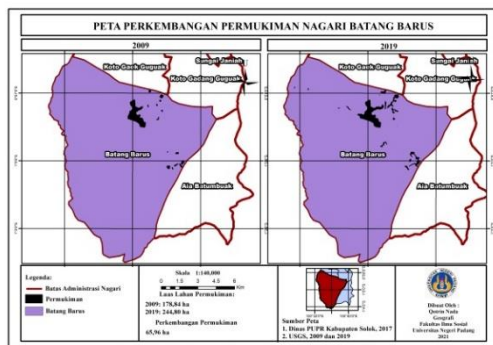 PETA PERKEMBANGAN PERMUKIMAN NAGARI BATANG BARUS
2009
2019
Sungai Janiah
Koto Gaek Guguak
Koto Gadang Guguak
Batang Barus
Aia Batumbuak
Sungai Janiah
Koto Gaek Guguak
Koto Gadang Guguak
Batang Barus
Aia Batumbuak
Legenda:
Batas Administrasi Nagari
Permukiman
Batang Barus
Skala 1:140,000
Luas Lahan Permukiman:
2009: 178,84 ha
2019: 244,80 ha
Perkembangan Permukiman
65,96 ha
Sumber Peta
1. Dinas PUPR Kabupaten Solok, 2017
2. USGS, 2009 dan 2019
Dibuat Oleh :
Qorrin Nada
Geografi
Fakultas Ilmu Sosial
Universitas Negeri Padang
2021